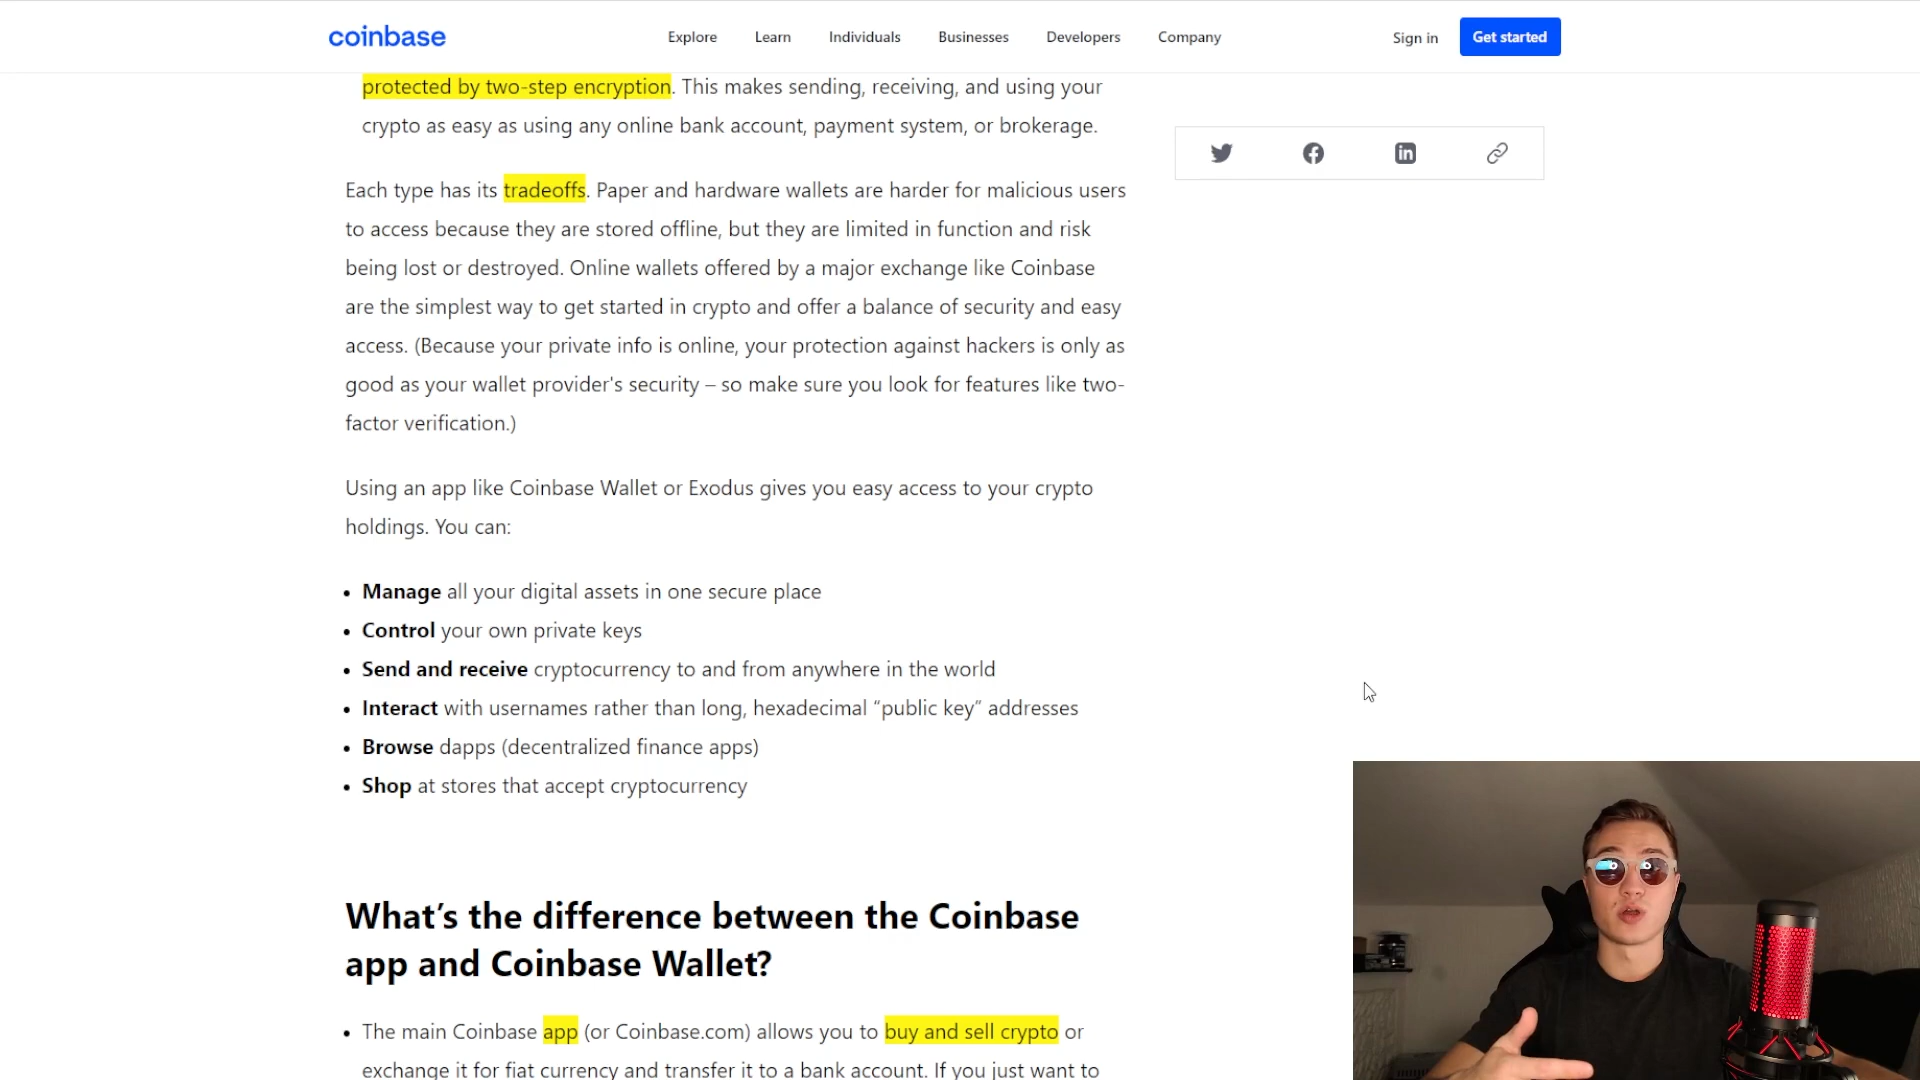 coinbase
Explore Learn Individuals Businesses Developers Company
Sign in Get started
protected by two-step encryption. This makes sending, receiving, and using your
crypto as easy as using any online bank account, payment system, or brokerage.
Each type has its tradeoffs. Paper and hardware wallets are harder for malicious users
to access because they are stored offline, but they are limited in function and risk
being lost or destroyed. Online wallets offered by a major exchange like Coinbase
are the simplest way to get started in crypto and offer a balance of security and easy
access. (Because your private info is online, your protection against hackers is only as
good as your wallet provider's security – so make sure you look for features like two-
factor verification.)
Using an app like Coinbase Wallet or Exodus gives you easy access to your crypto
holdings. You can:
• Manage all your digital assets in one secure place
• Control your own private keys
• Send and receive cryptocurrency to and from anywhere in the world
• Interact with usernames rather than long, hexadecimal “public key” addresses
• Browse dapps (decentralized finance apps)
• Shop at stores that accept cryptocurrency
What’s the difference between the Coinbase
app and Coinbase Wallet?
• The main Coinbase app (or Coinbase.com) allows you to buy and sell crypto or
exchange it for fiat currency and transfer it to a bank account. If you just want to